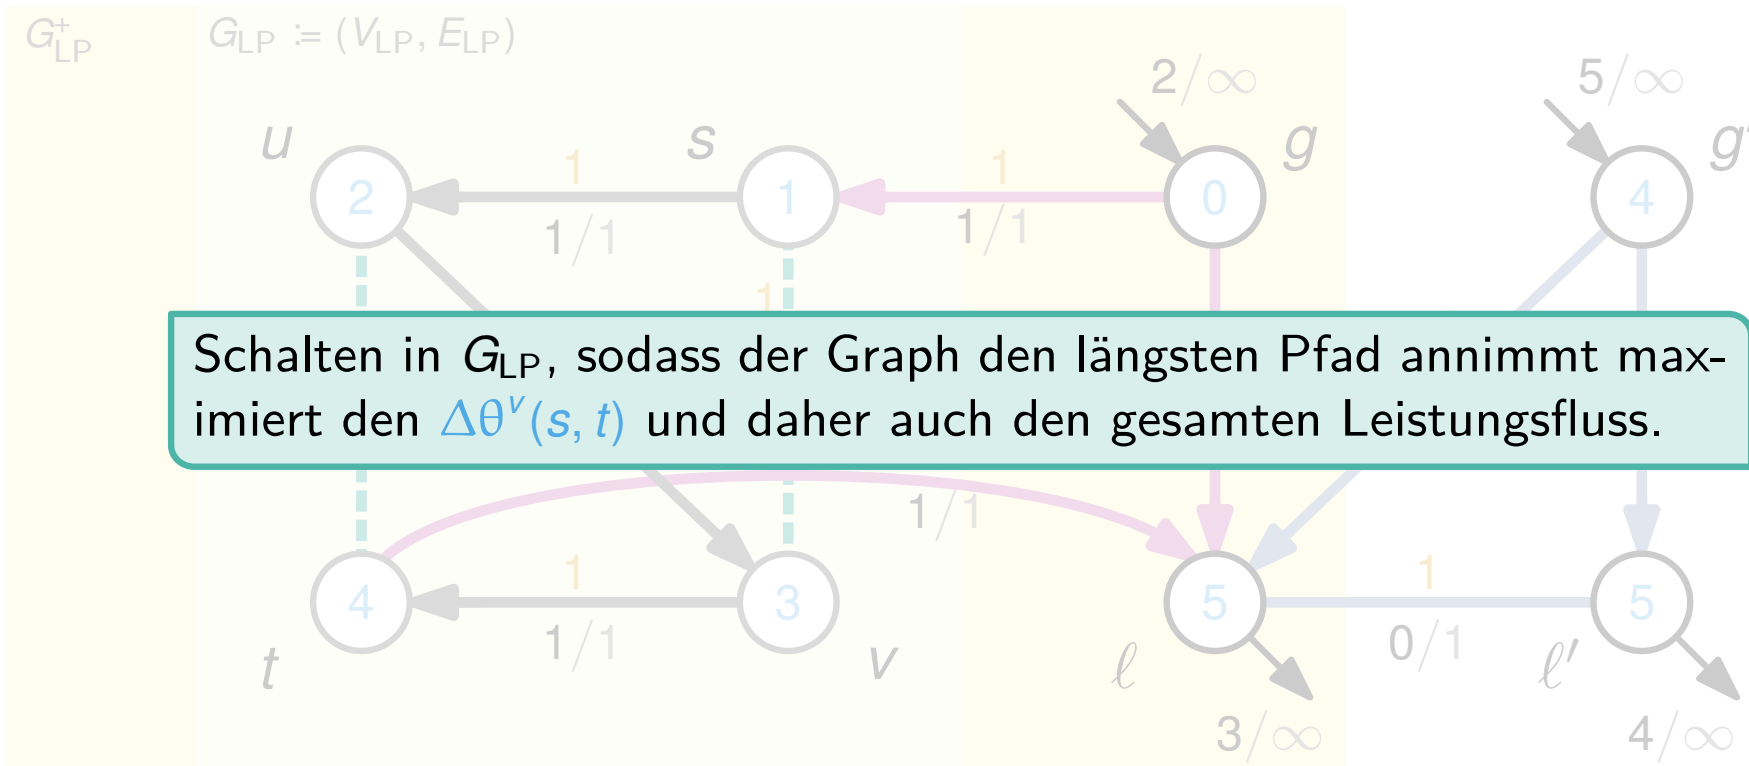 G⁺_LP G_LP := (V_LP, E_LP)
2/∞ 5/∞
u s g g'
1 1
2 1 0 4
1/1 1/1
1
Schalten in G_LP, sodass der Graph den längsten Pfad annimmt max-
imiert den Δθᵛ(s, t) und daher auch den gesamten Leistungsfluss.
1/1
1 1
4 3 5 5
1/1 0/1
t v ℓ ℓ′
3/∞ 4/∞